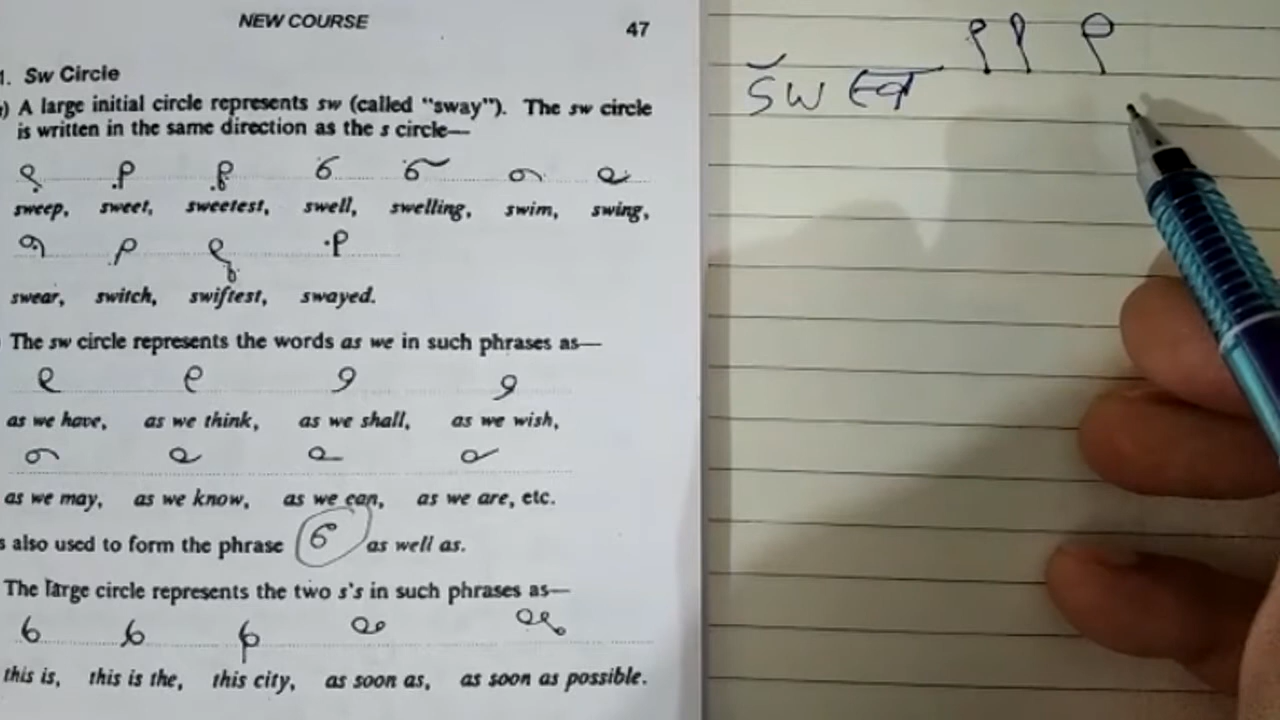 NEW COURSE 47
1. Sw Circle
) A large initial circle represents sw (called "sway"). The sw circle
is written in the same direction as the s circle—
sweep, sweet, sweetest, swell, swelling, swim, swing,
swear, switch, swiftest, swayed.
The sw circle represents the words as we in such phrases as—
as we have, as we think, as we shall, as we wish,
as we may, as we know, as we can, as we are, etc.
s also used to form the phrase as well as.
The large circle represents the two s's in such phrases as—
this is, this is the, this city, as soon as, as soon as possible.
SW स्व